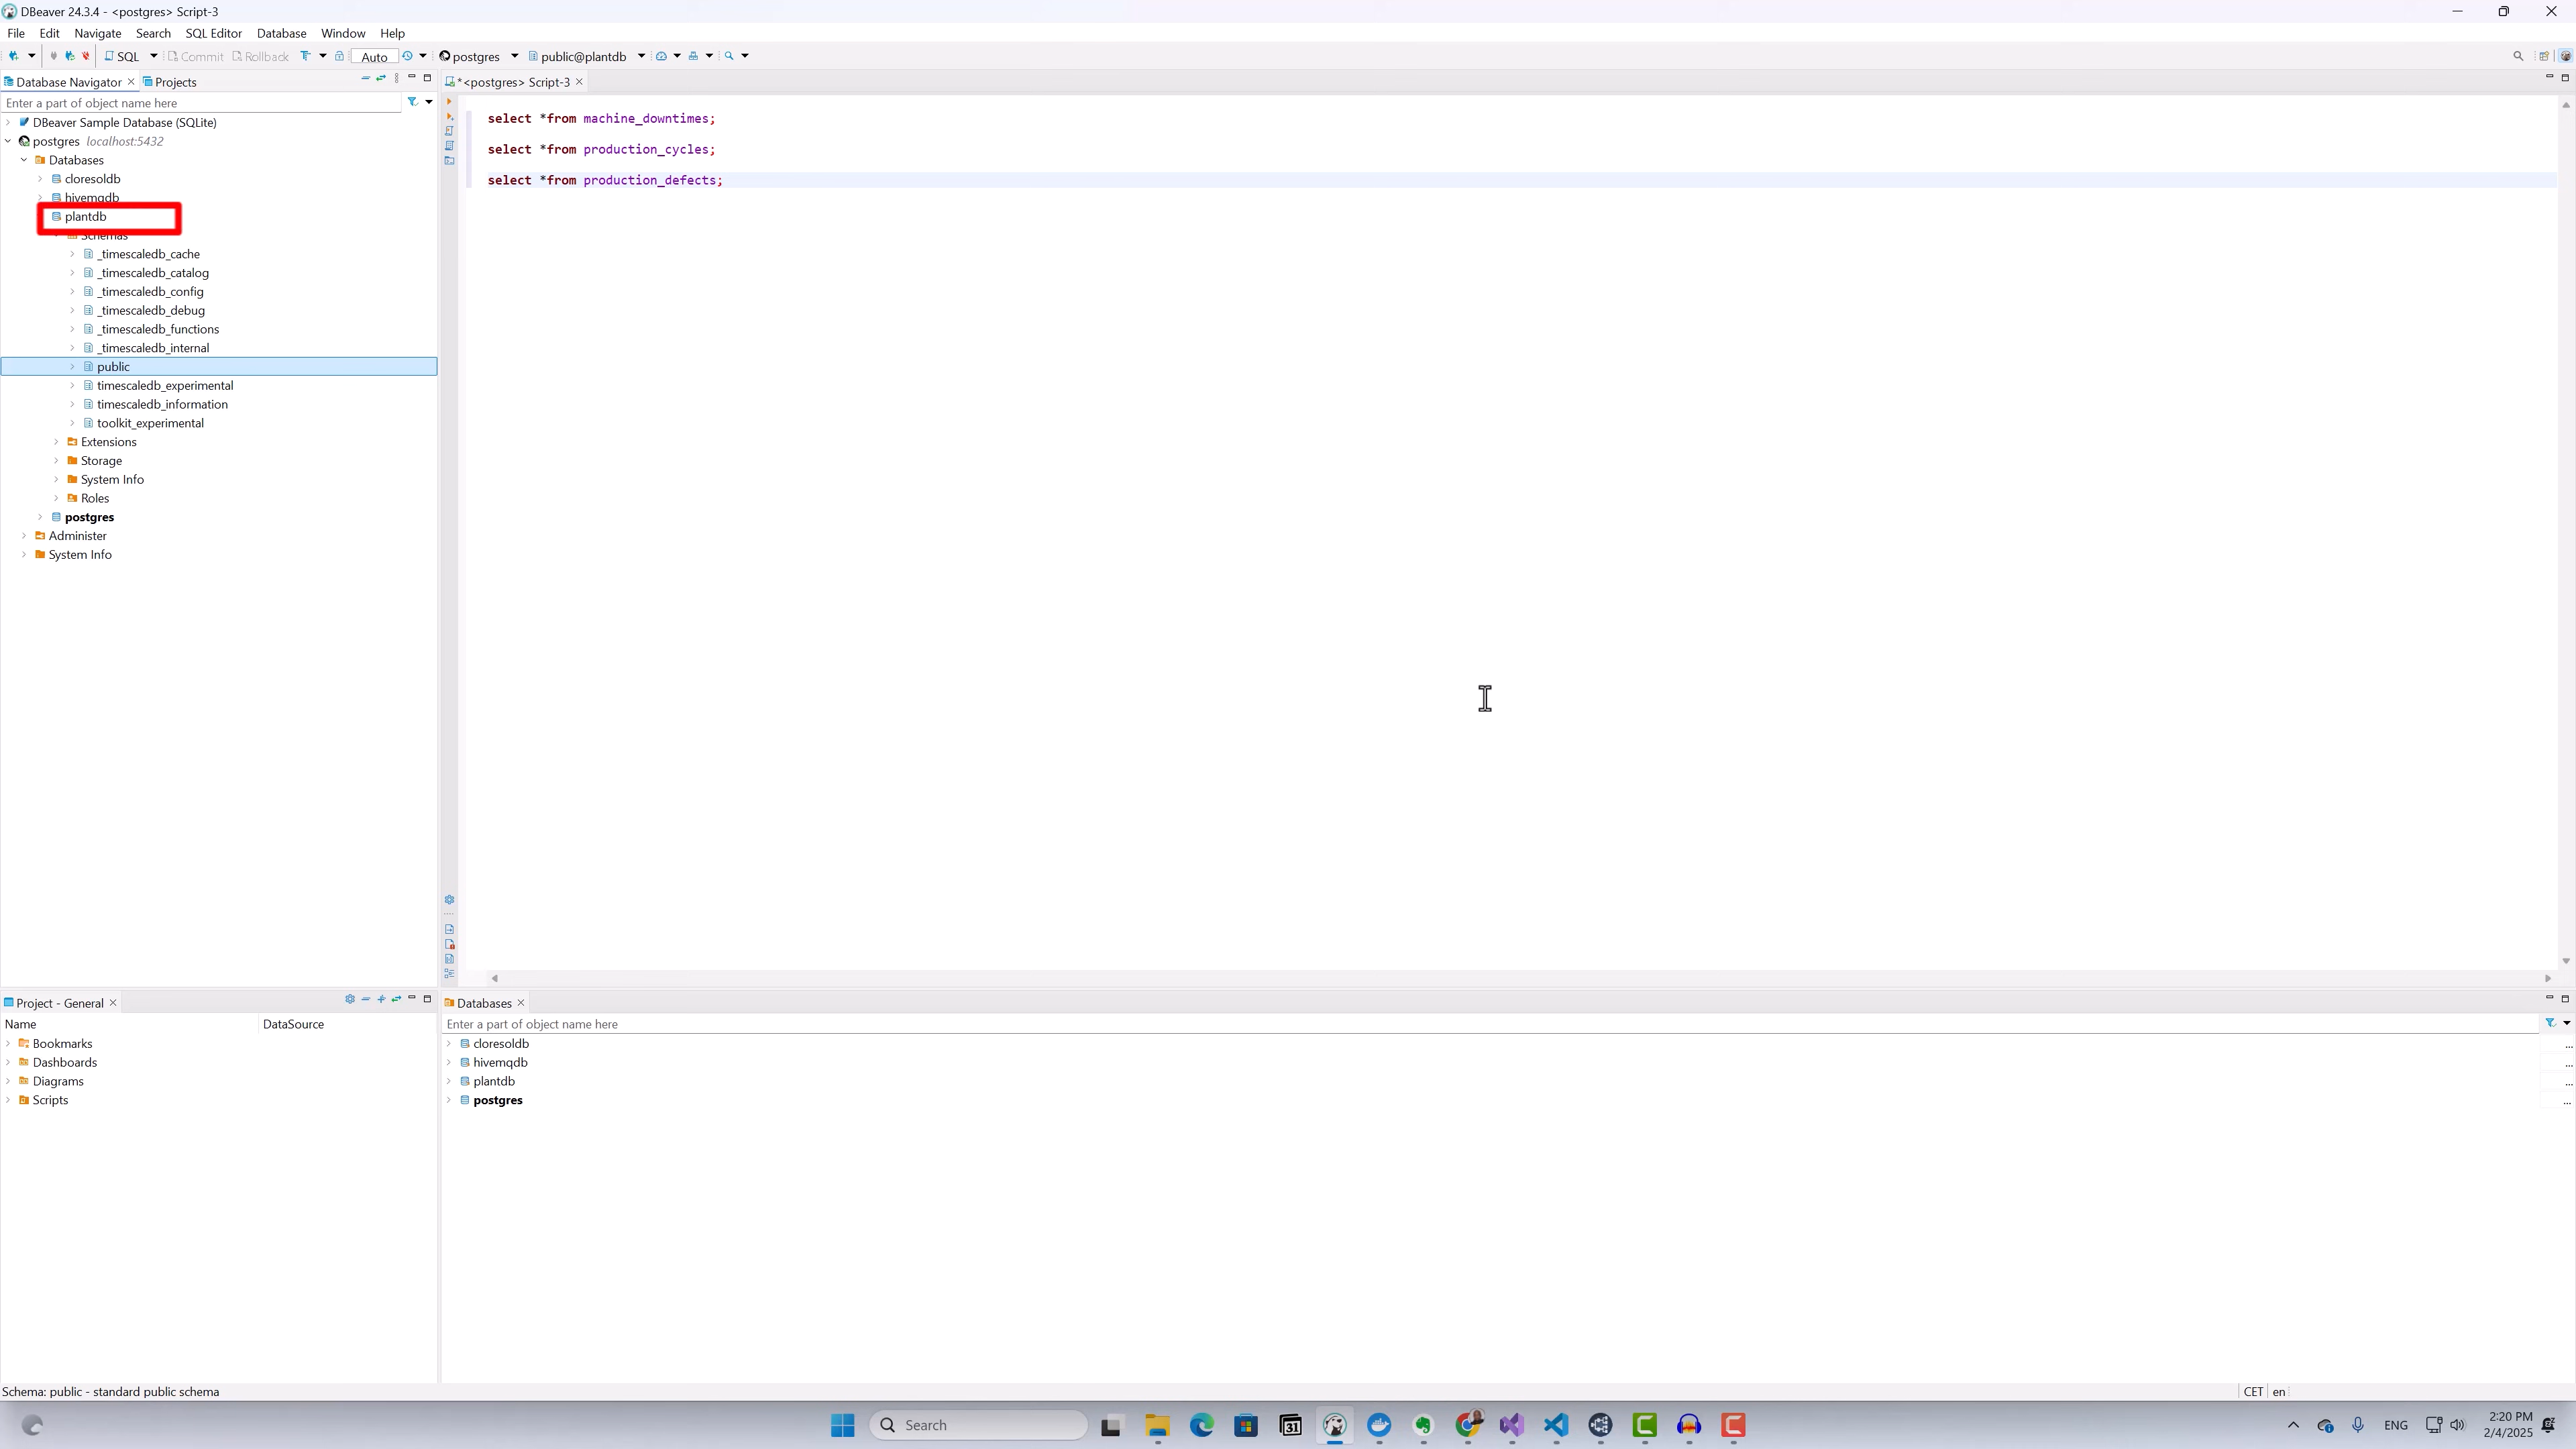 DBeaver 24.3.4 - <postgres> Script-3
File Edit Navigate Search SQL Editor Database Window Help
SQL Commit Rollback Auto postgres public@plantdb
Database Navigator Projects
Enter a part of object name here
DBeaver Sample Database (SQLite)
postgres localhost:5432
Databases
cloresoldb
hivemqdb
plantdb
Schemas
_timescaledb_cache
_timescaledb_catalog
_timescaledb_config
_timescaledb_debug
_timescaledb_functions
_timescaledb_internal
public
timescaledb_experimental
timescaledb_information
toolkit_experimental
Extensions
Storage
System Info
Roles
postgres
Administer
System Info
*<postgres> Script-3
select *from machine_downtimes;
select *from production_cycles;
select *from production_defects;
Project - General
Name DataSource
Bookmarks
Dashboards
Diagrams
Scripts
Databases
Enter a part of object name here
cloresoldb
...
hivemqdb
...
plantdb
...
postgres
...
Schema: public - standard public schema
CET en
Search
31
ENG
2:20 PM
2/4/2025